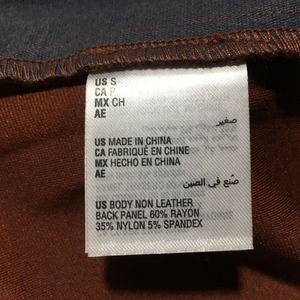 US S
CA P
MX CH
AE
صغير
US MADE IN CHINA
CA FABRIQUÉ EN CHINE
MX HECHO EN CHINA
AE
صنع في الصين
US BODY NON LEATHER
BACK PANEL 60% RAYON
35% NYLON 5% SPANDEX